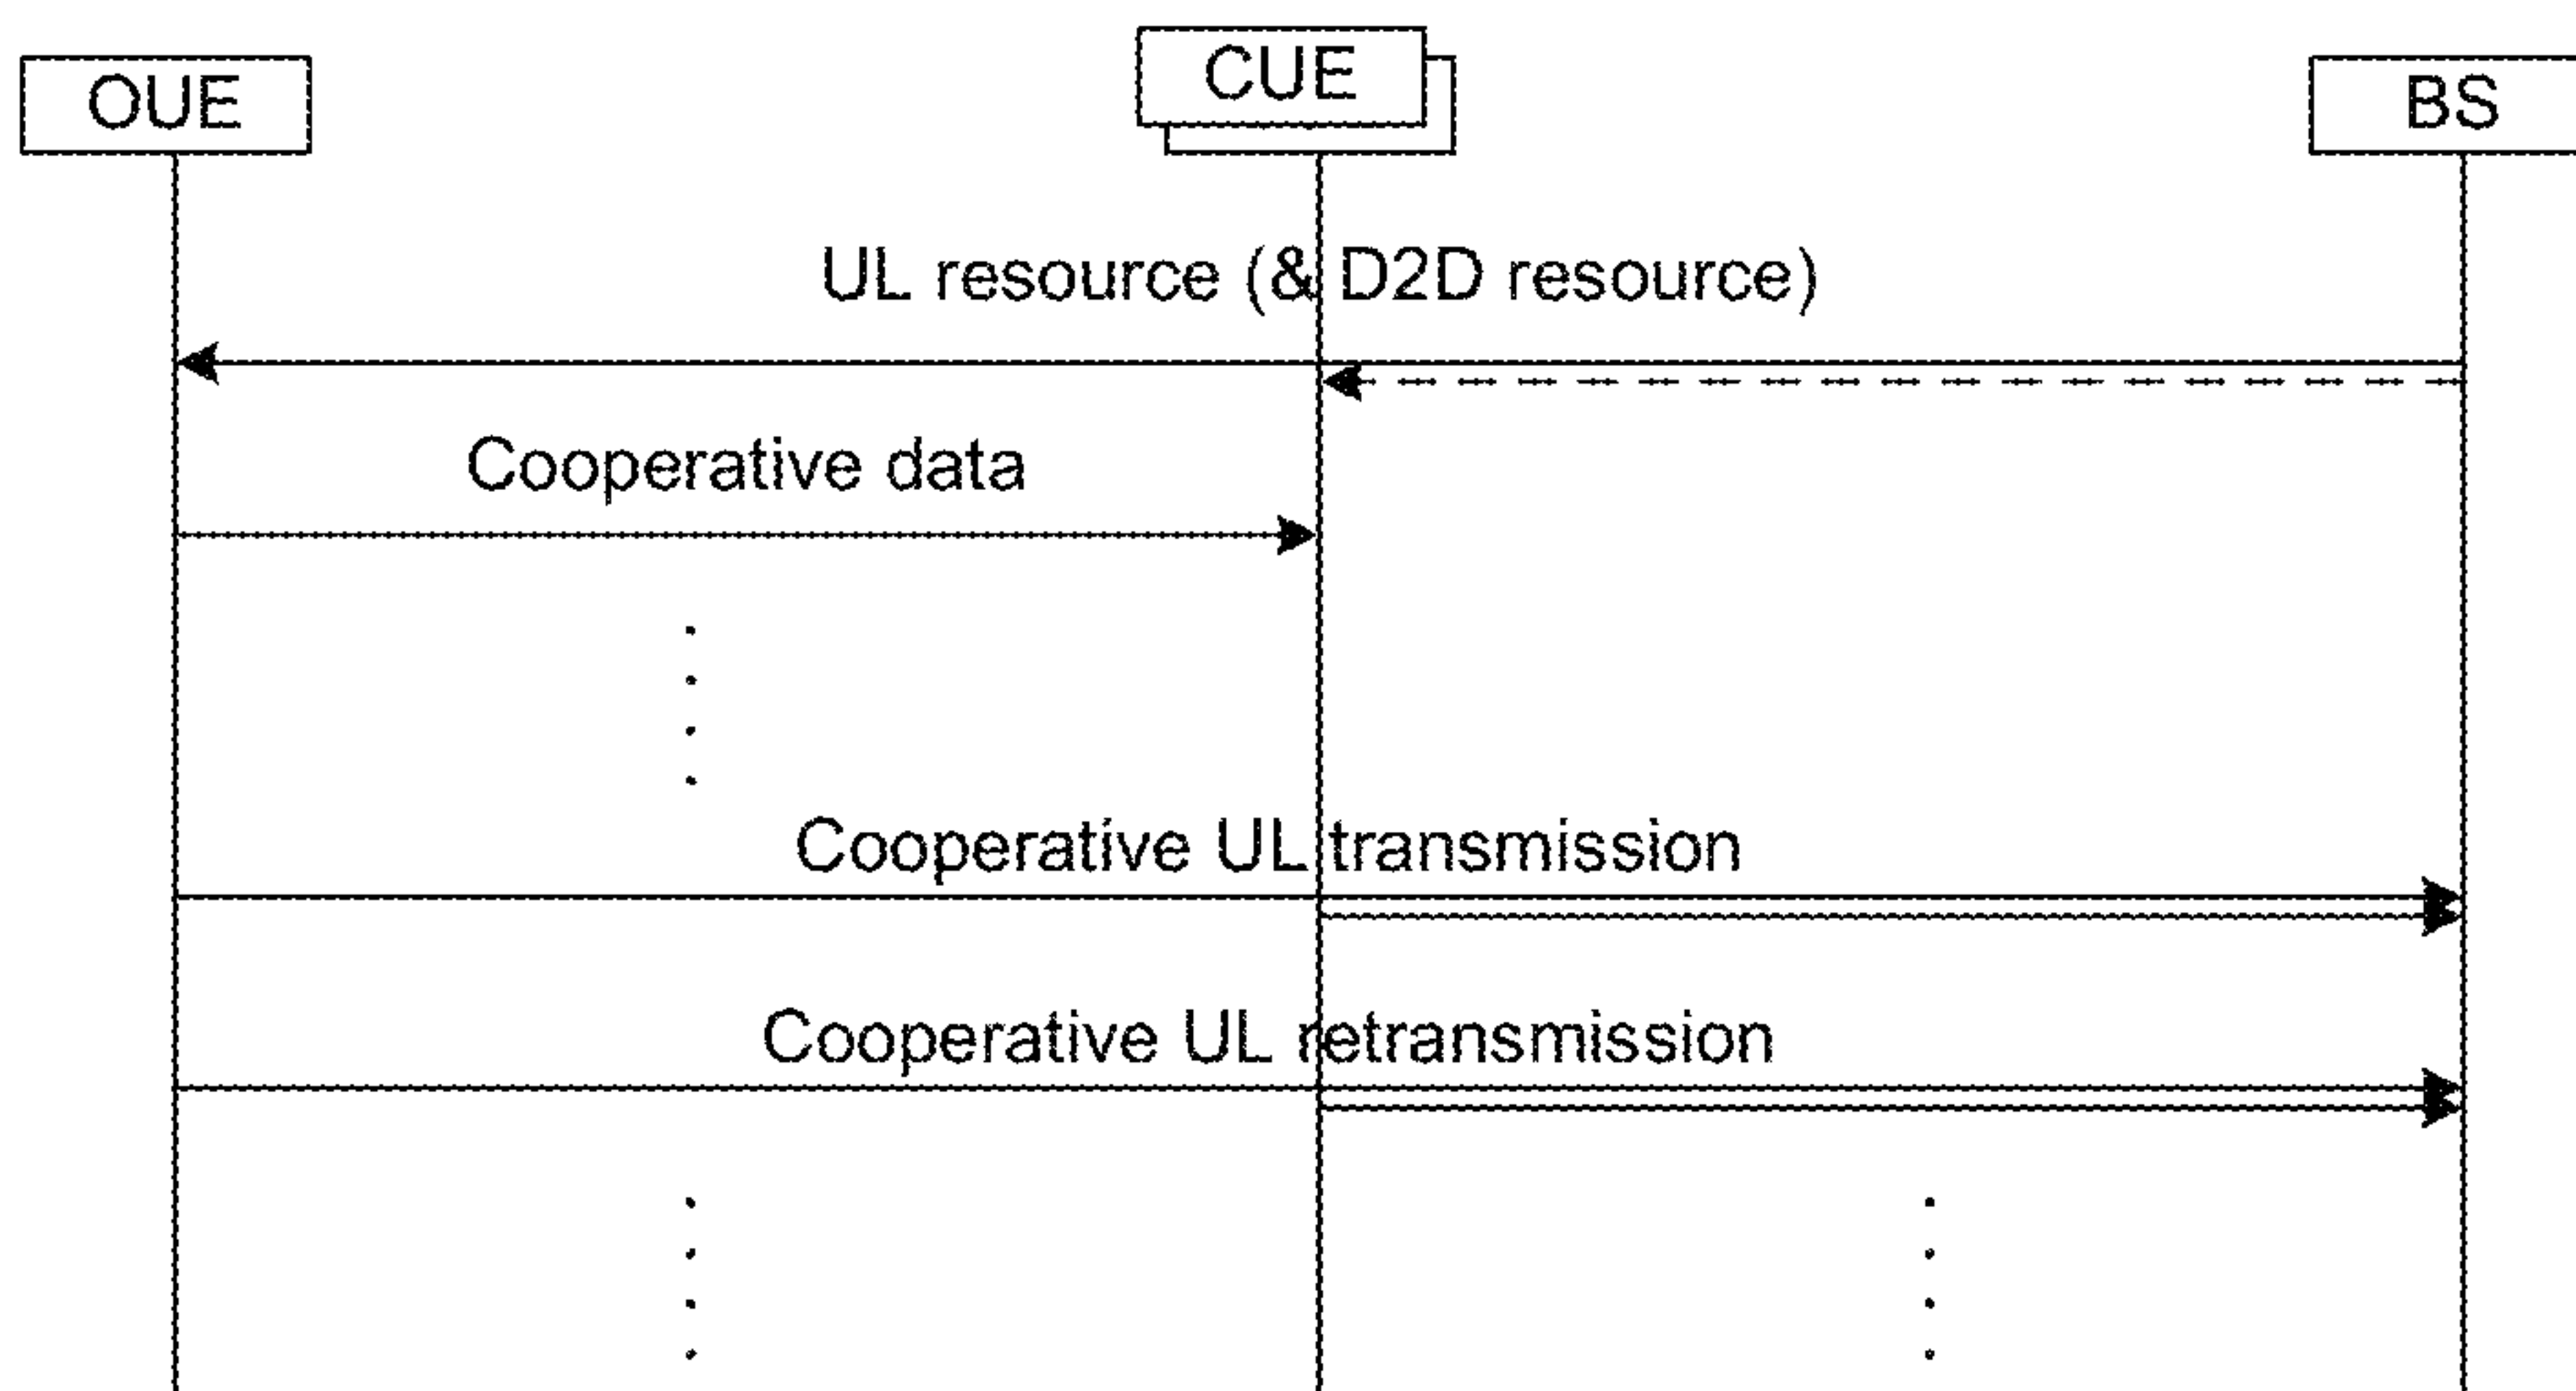 OUE
CUE
BS
UL resource (& D2D resource)
Cooperative data
Cooperative UL transmission
Cooperative UL retransmission